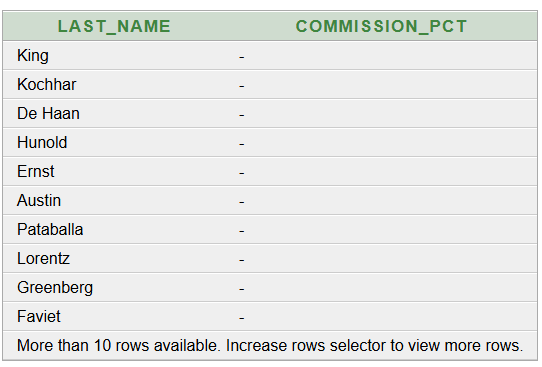 LAST_NAME COMMISSION_PCT
King -
Kochhar -
De Haan -
Hunold -
Ernst -
Austin -
Pataballa -
Lorentz -
Greenberg -
Faviet -
More than 10 rows available. Increase rows selector to view more rows.